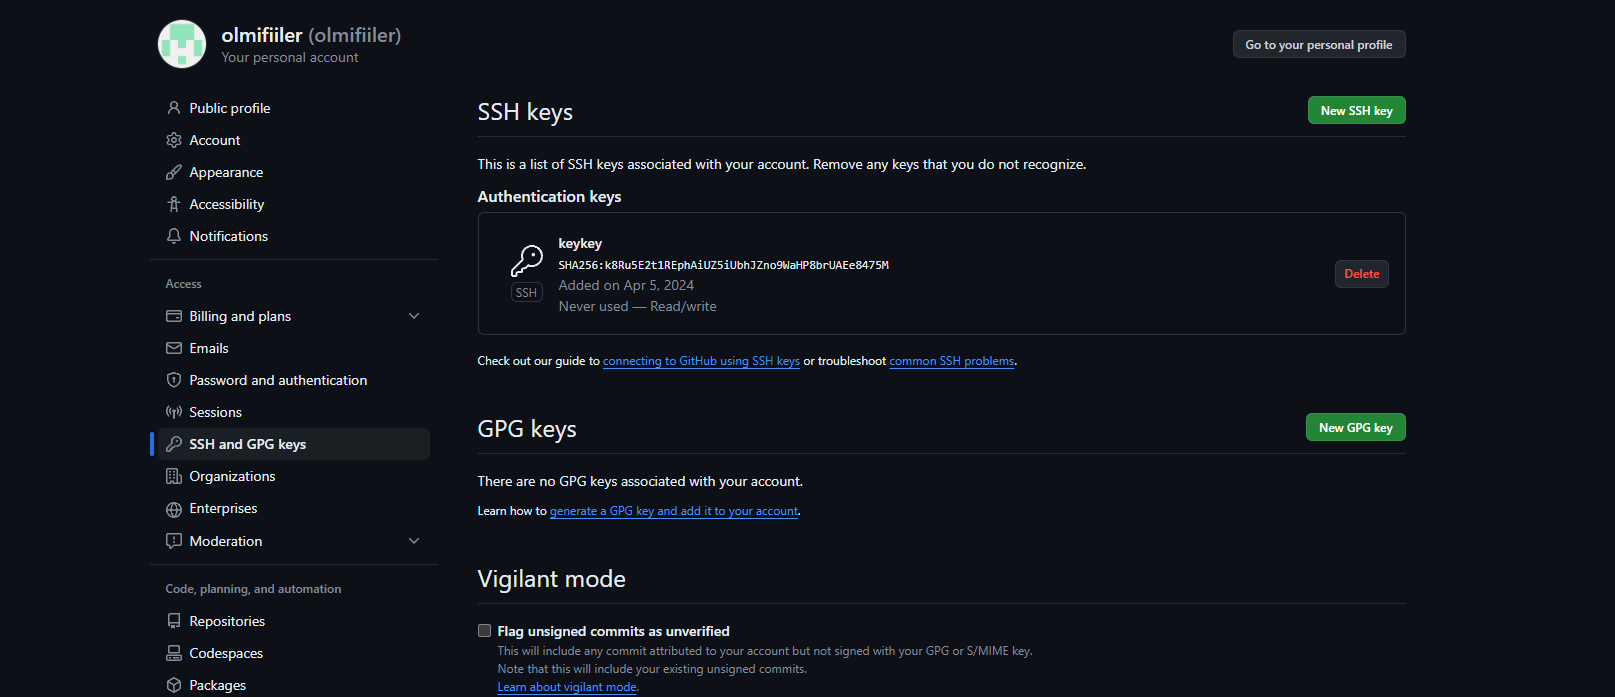 olmifiiler (olmifiiler)
Your personal account
Go to your personal profile
Public profile
Account
Appearance
Accessibility
Notifications
Access
Billing and plans
Emails
Password and authentication
Sessions
SSH and GPG keys
Organizations
Enterprises
Moderation
Code, planning, and automation
Repositories
Codespaces
Packages
SSH keys
New SSH key
This is a list of SSH keys associated with your account. Remove any keys that you do not recognize.
Authentication keys
keykey
SHA256:k8Ru5E2t1REphAiUZ5iUbhJZno9WaHP8brUAEe8475M
Added on Apr 5, 2024
Never used — Read/write
SSH
Delete
Check out our guide to connecting to GitHub using SSH keys or troubleshoot common SSH problems.
GPG keys
New GPG key
There are no GPG keys associated with your account.
Learn how to generate a GPG key and add it to your account.
Vigilant mode
Flag unsigned commits as unverified
This will include any commit attributed to your account but not signed with your GPG or S/MIME key.
Note that this will include your existing unsigned commits.
Learn about vigilant mode.